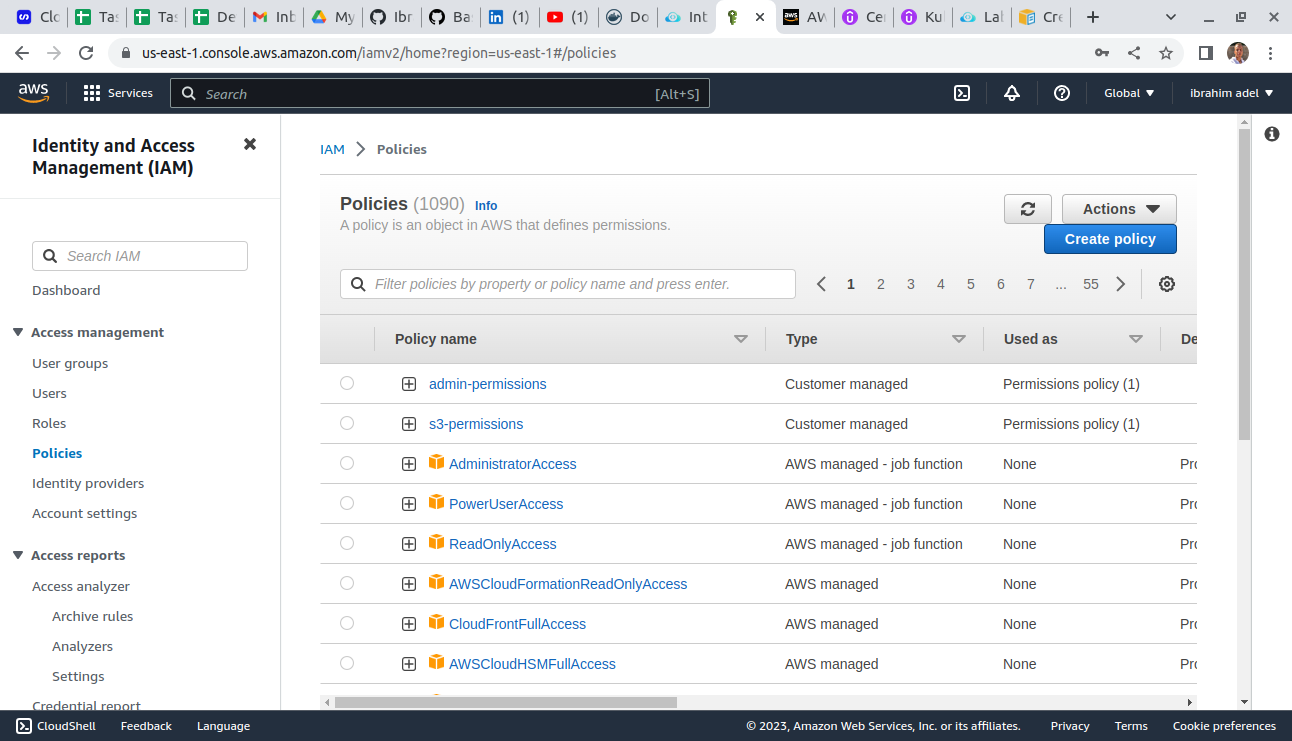 Clo
Tas
Tas
De
Inb
My
Ibr
Bas
(1)
(1)
Do
Int
AW
Cer
Kul
Lab
Cre
us-east-1.console.aws.amazon.com/iamv2/home?region=us-east-1#/policies
aws
Services
Search
[Alt+S]
Global
ibrahim adel
Identity and Access
Management (IAM)
Search IAM
Dashboard
Access management
User groups
Users
Roles
Policies
Identity providers
Account settings
Access reports
Access analyzer
Archive rules
Analyzers
Settings
Credential report
IAM > Policies
Policies (1090) Info
A policy is an object in AWS that defines permissions.
Actions
Create policy
Filter policies by property or policy name and press enter.
1 2 3 4 5 6 7 ... 55
Policy name Type Used as De
admin-permissions Customer managed Permissions policy (1)
s3-permissions Customer managed Permissions policy (1)
AdministratorAccess AWS managed - job function None Pro
PowerUserAccess AWS managed - job function None Pro
ReadOnlyAccess AWS managed - job function None Pro
AWSCloudFormationReadOnlyAccess AWS managed None Pro
CloudFrontFullAccess AWS managed None Pro
AWSCloudHSMFullAccess AWS managed None Pro
CloudShell Feedback Language
© 2023, Amazon Web Services, Inc. or its affiliates. Privacy Terms Cookie preferences